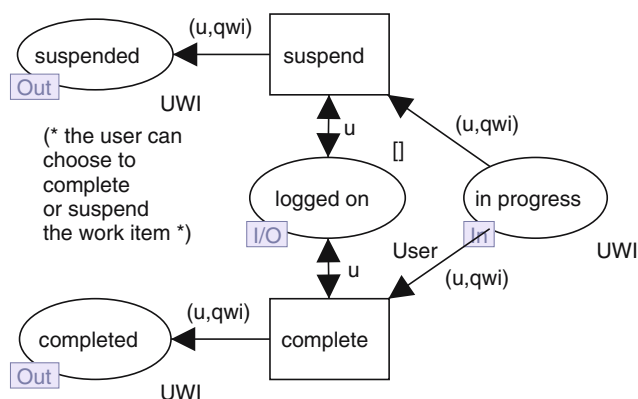 (u,qwi)
suspended
suspend
Out
UWI
(u,qwi)
u
[]
(* the user can
choose to
complete
or suspend
the work item *)
logged on
in progress
I/O
User
In
UWI
(u,qwi)
u
(u,qwi)
completed
complete
Out
UWI